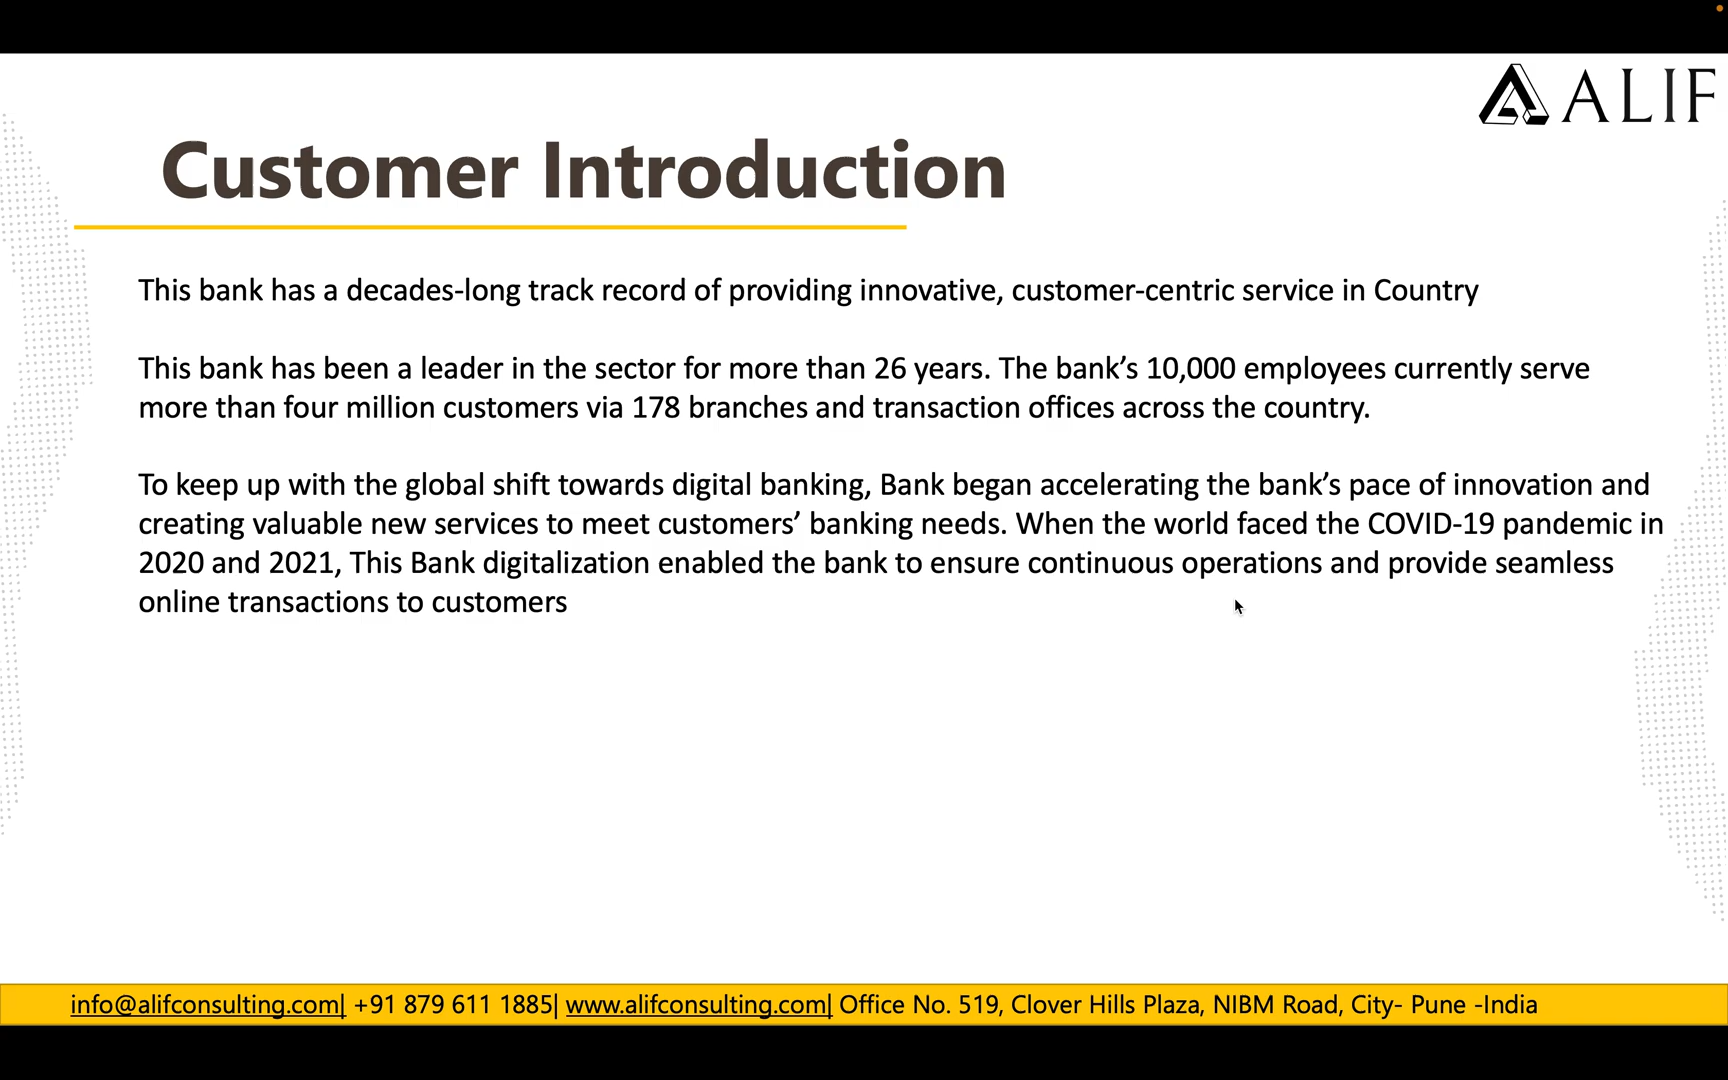 ALIF
Customer Introduction
This bank has a decades-long track record of providing innovative, customer-centric service in Country
This bank has been a leader in the sector for more than 26 years. The bank’s 10,000 employees currently serve
more than four million customers via 178 branches and transaction offices across the country.
To keep up with the global shift towards digital banking, Bank began accelerating the bank’s pace of innovation and
creating valuable new services to meet customers’ banking needs. When the world faced the COVID-19 pandemic in
2020 and 2021, This Bank digitalization enabled the bank to ensure continuous operations and provide seamless
online transactions to customers
info@alifconsulting.com| +91 879 611 1885| www.alifconsulting.com| Office No. 519, Clover Hills Plaza, NIBM Road, City- Pune -India